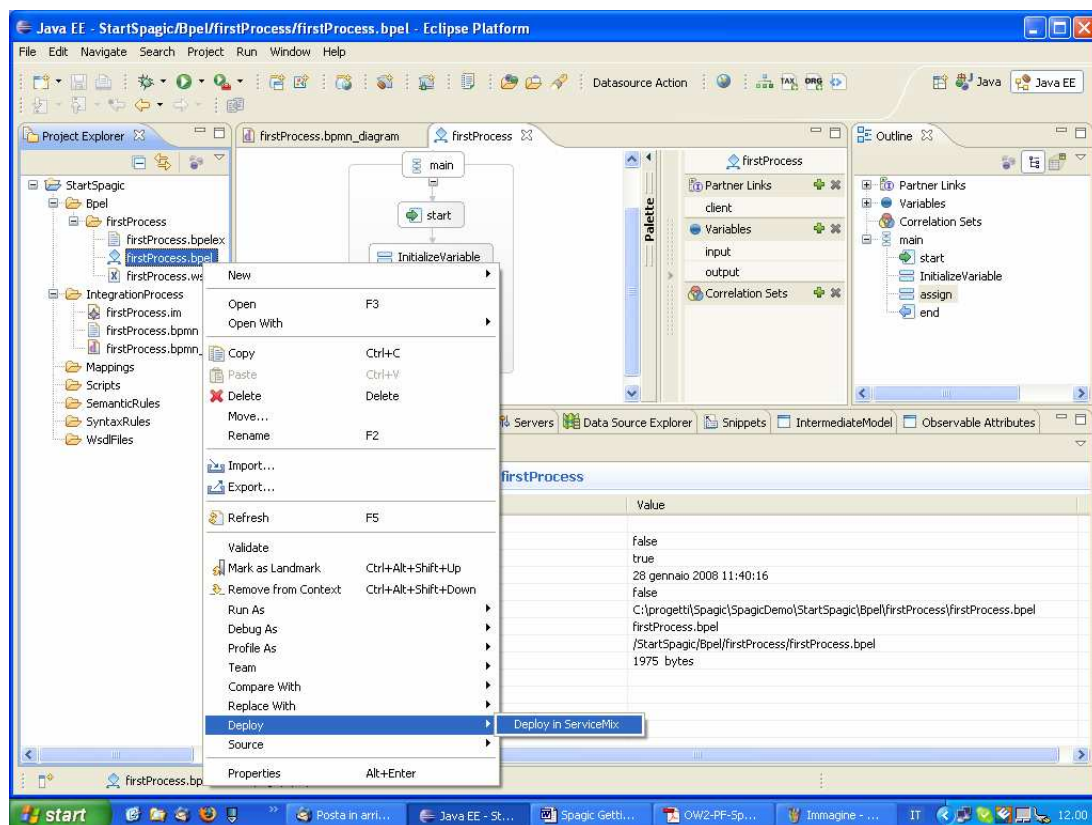 Java EE - StartSpagic/Bpel/firstProcess/firstProcess.bpel - Eclipse Platform
File Edit Navigate Search Project Run Window Help
Datasource Action
Java
Java EE
Project Explorer
StartSpagic
Bpel
firstProcess
firstProcess.bpelex
firstProcess.bpel
firstProcess.ws
IntegrationProcess
firstProcess.im
firstProcess.bpmn
firstProcess.bpmn_
Mappings
Scripts
SemanticRules
SyntaxRules
WsdlFiles
firstProcess.bpmn_diagram
firstProcess
main
start
InitializeVariable
Palette
firstProcess
Partner Links
client
Variables
input
output
Correlation Sets
Outline
Partner Links
Variables
Correlation Sets
main
start
InitializeVariable
assign
end
New
Open F3
Open With
Copy Ctrl+C
Paste Ctrl+V
Delete Delete
Move...
Rename F2
Import...
Export...
Refresh F5
Validate
Mark as Landmark Ctrl+Alt+Shift+Up
Remove from Context Ctrl+Alt+Shift+Down
Run As
Debug As
Profile As
Team
Compare With
Replace With
Deploy
Deploy in ServiceMix
Source
Properties Alt+Enter
Servers Data Source Explorer Snippets IntermediateModel Observable Attributes
firstProcess
Value
false
true
28 gennaio 2008 11:40:16
false
C:\progetti\Spagic\SpagicDemo\StartSpagic\Bpel\firstProcess\firstProcess.bpel
firstProcess.bpel
/StartSpagic/Bpel/firstProcess/firstProcess.bpel
1975 bytes
firstProcess.bp
start
Posta in arri...
Java EE - St...
Spagic Getti...
OW2-PF-Sp...
Immagine - ...
IT
12.00